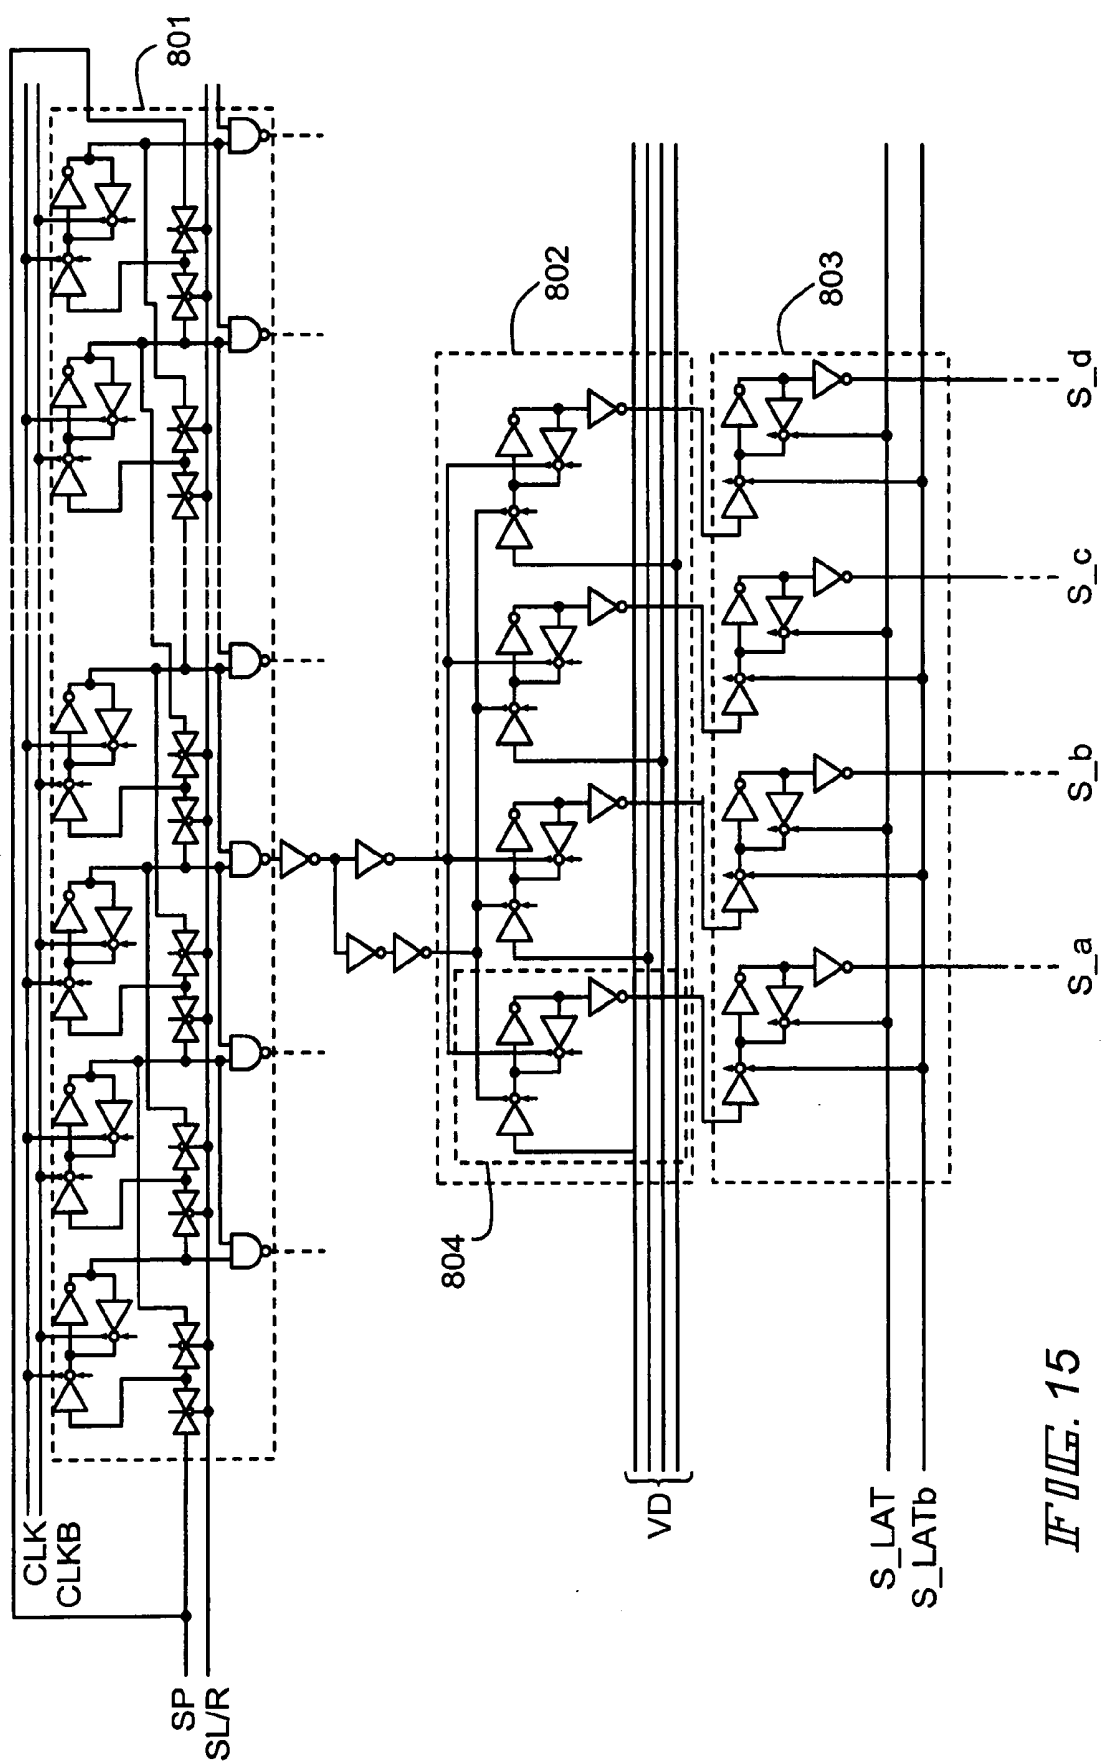 CLK
CLKB
SP
SL/R
801
802
803
804
VD
S_LAT
S_LATb
S_a
S_b
S_c
S_d
FIG. 15